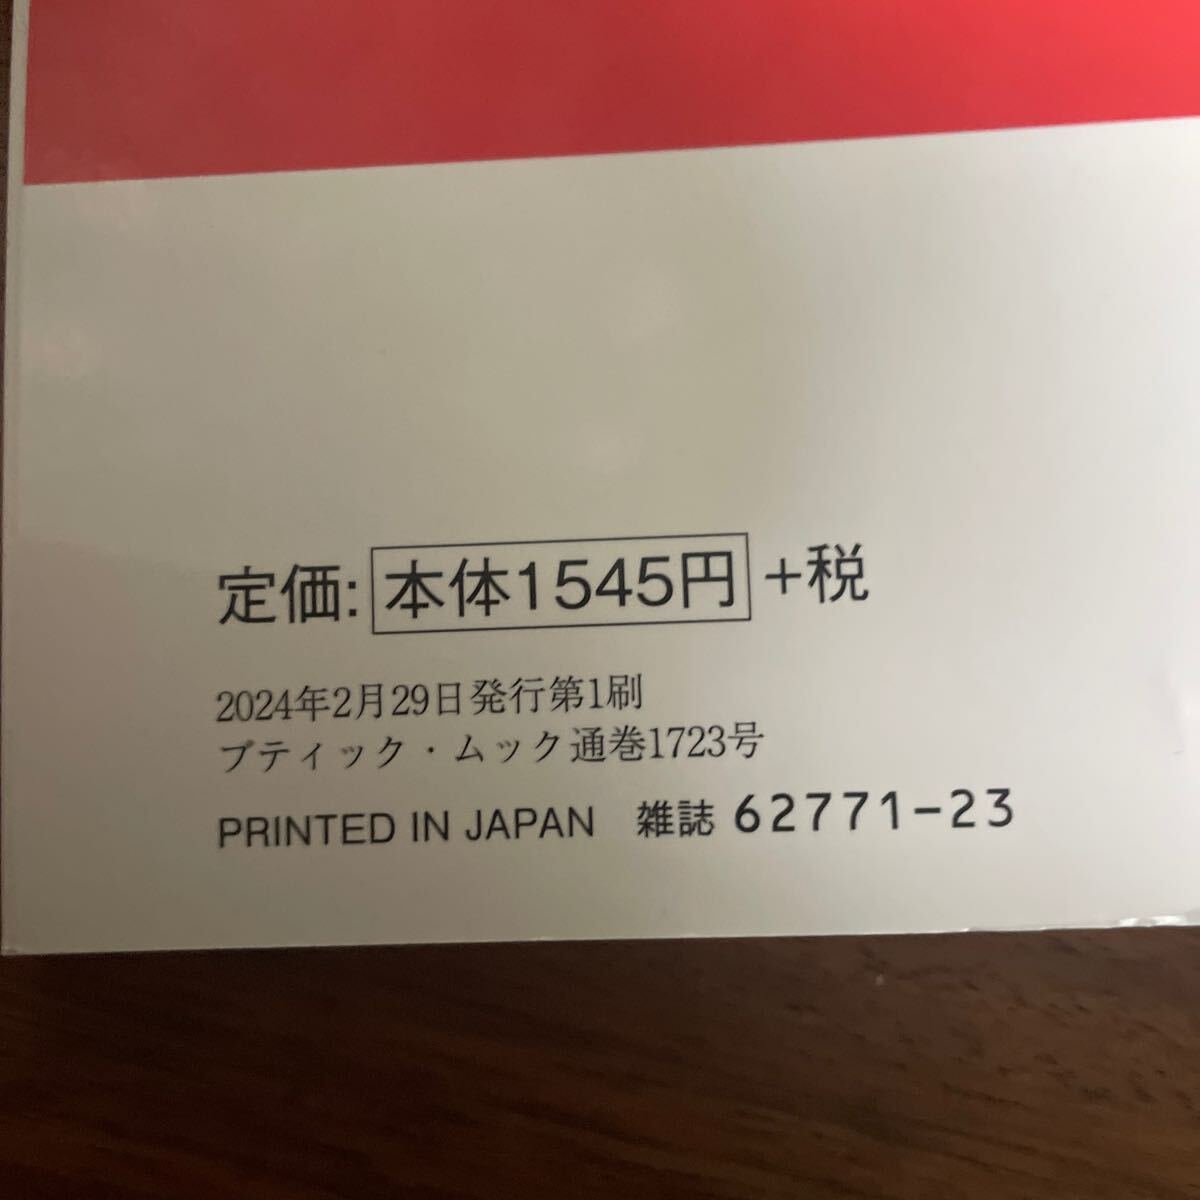 定価:本体1545円+税
2024年2月29日発行第1刷
ブティック・ムック通巻1723号
PRINTED IN JAPAN 雑誌 62771-23